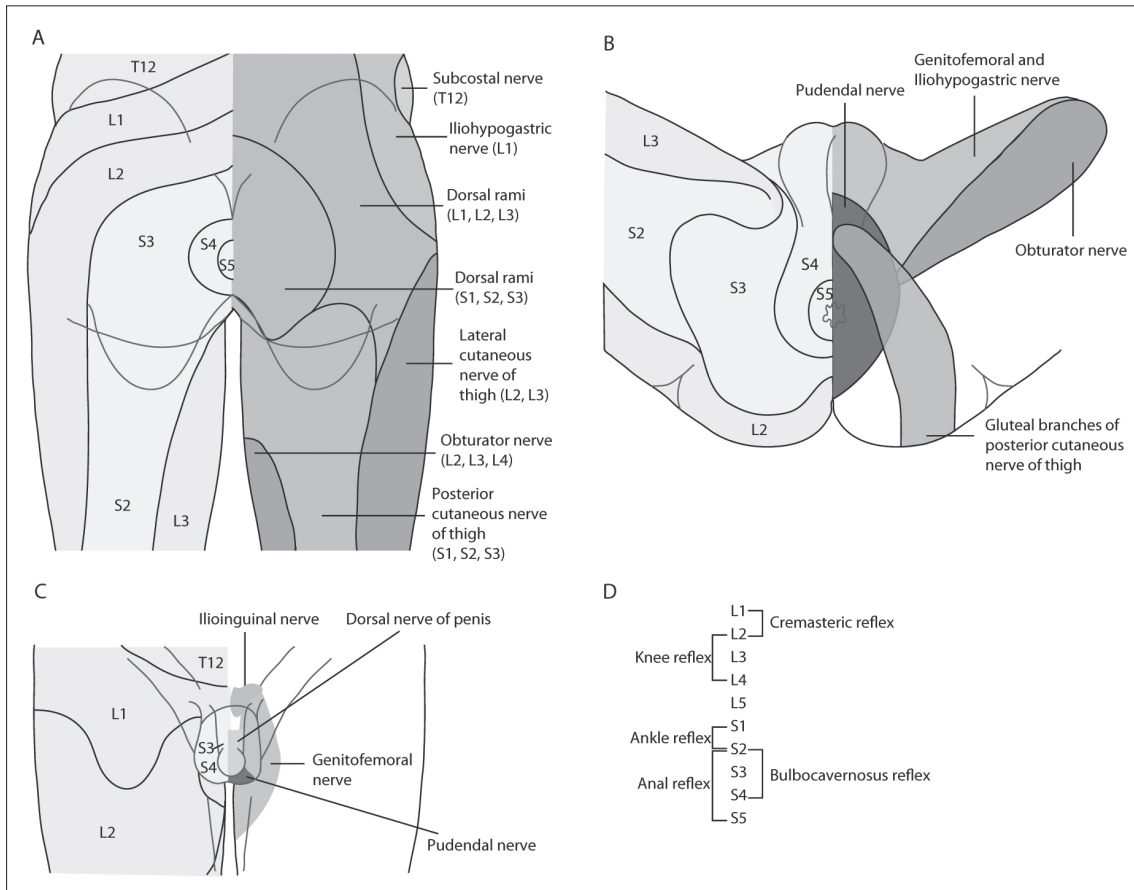 A
T12
L1
L2
S3
S4
S5
S2
L3
Subcostal nerve
(T12)
Iliohypogastric
nerve (L1)
Dorsal rami
(L1, L2, L3)
Dorsal rami
(S1, S2, S3)
Lateral
cutaneous
nerve of
thigh (L2, L3)
Obturator nerve
(L2, L3, L4)
Posterior
cutaneous nerve
of thigh
(S1, S2, S3)
B
Genitofemoral and
Iliohypogastric
nerve
Pudendal nerve
L3
S2
S3
S4
S5
L2
Obturator nerve
Gluteal branches of
posterior cutaneous
nerve of thigh
C
Ilioinguinal nerve
Dorsal nerve of penis
T12
L1
S3
S4
L2
Genitofemoral
nerve
Pudendal nerve
D
L1
Cremasteric reflex
L2
Knee reflex
L3
L4
L5
S1
Ankle reflex
S2
S3
Bulbocavernosus reflex
Anal reflex
S4
S5